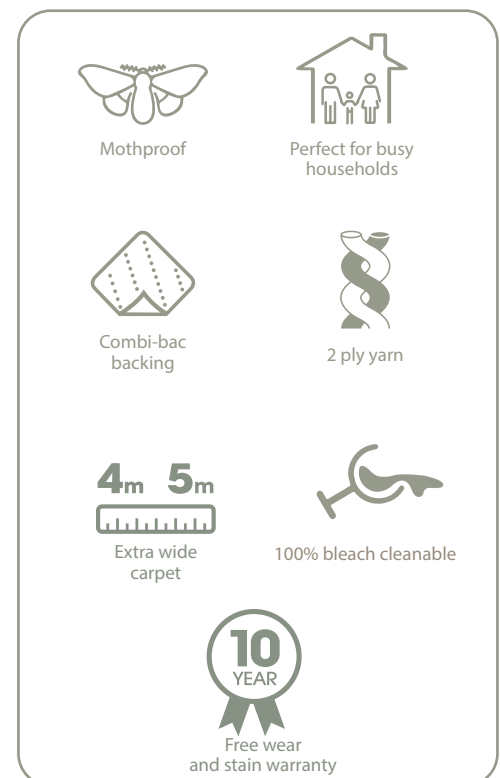 Mothproof
Perfect for busy
households
Combi-bac
backing
2 ply yarn
4m 5m
Extra wide
carpet
100% bleach cleanable
10
YEAR
Free wear
and stain warranty